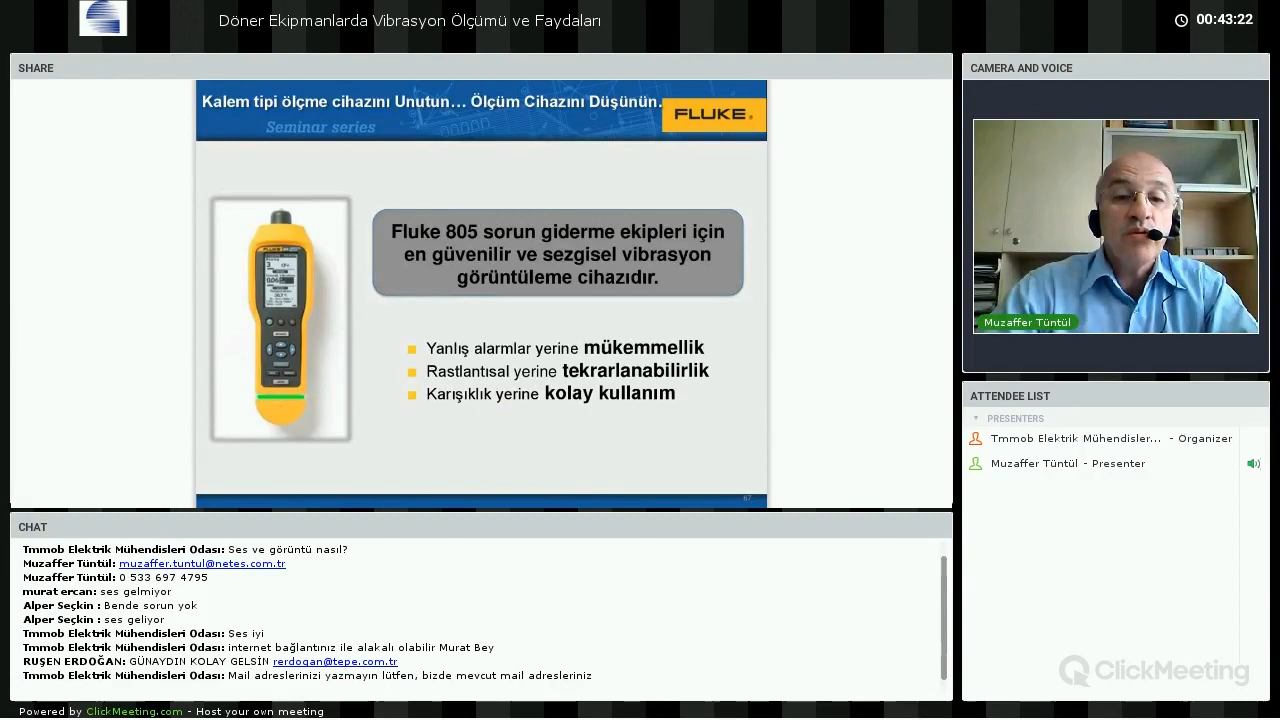 Döner Ekipmanlarda Vibrasyon Ölçümü ve Faydaları
00:43:22
SHARE
Kalem tipi ölçme cihazını Unutun… Ölçüm Cihazını Düşünün.
FLUKE®
Seminar series
Fluke 805 sorun giderme ekipleri için
en güvenilir ve sezgisel vibrasyon
görüntüleme cihazıdır.
Yanlış alarmlar yerine mükemmellik
Rastlantısal yerine tekrarlanabilirlik
Karışıklık yerine kolay kullanım
67
CAMERA AND VOICE
Muzaffer Tüntül
ATTENDEE LIST
PRESENTERS
Tmmob Elektrik Mühendisler... - Organizer
Muzaffer Tüntül - Presenter
CHAT
Tmmob Elektrik Mühendisleri Odası: Ses ve görüntü nasıl?
Muzaffer Tüntül: muzaffer.tuntul@netes.com.tr
Muzaffer Tüntül: 0 533 697 4795
murat ercan: ses gelmiyor
Alper Seçkin : Bende sorun yok
Alper Seçkin : ses geliyor
Tmmob Elektrik Mühendisleri Odası: Ses iyi
Tmmob Elektrik Mühendisleri Odası: internet bağlantınız ile alakalı olabilir Murat Bey
RUŞEN ERDOĞAN: GÜNAYDIN KOLAY GELSİN rerdogan@tepe.com.tr
Tmmob Elektrik Mühendisleri Odası: Mail adreslerinizi yazmayın lütfen, bizde mevcut mail adresleriniz
ClickMeeting
Powered by ClickMeeting.com - Host your own meeting